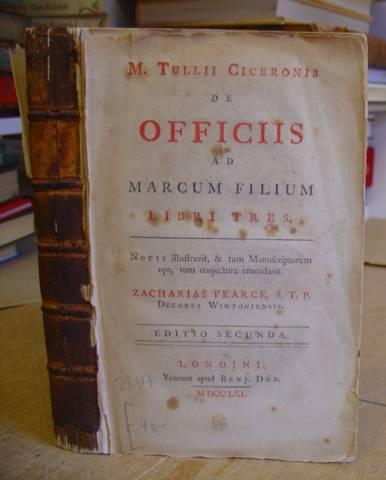 M. TULLII CICERONIS
DE
OFFICIIS
AD
MARCUM FILIUM
LIBRI TRES.
NOTIS illustravit, & tum Manuscriptorum
ope, tum conjectura emendavit
ZACHARIAS PEARCE, S. T. P.
DECANUS WINTONIENSIS.
EDITIO SECUNDA.
LONDINI,
Veneunt apud BENJ. DOD.
MDCCLXI.
£40